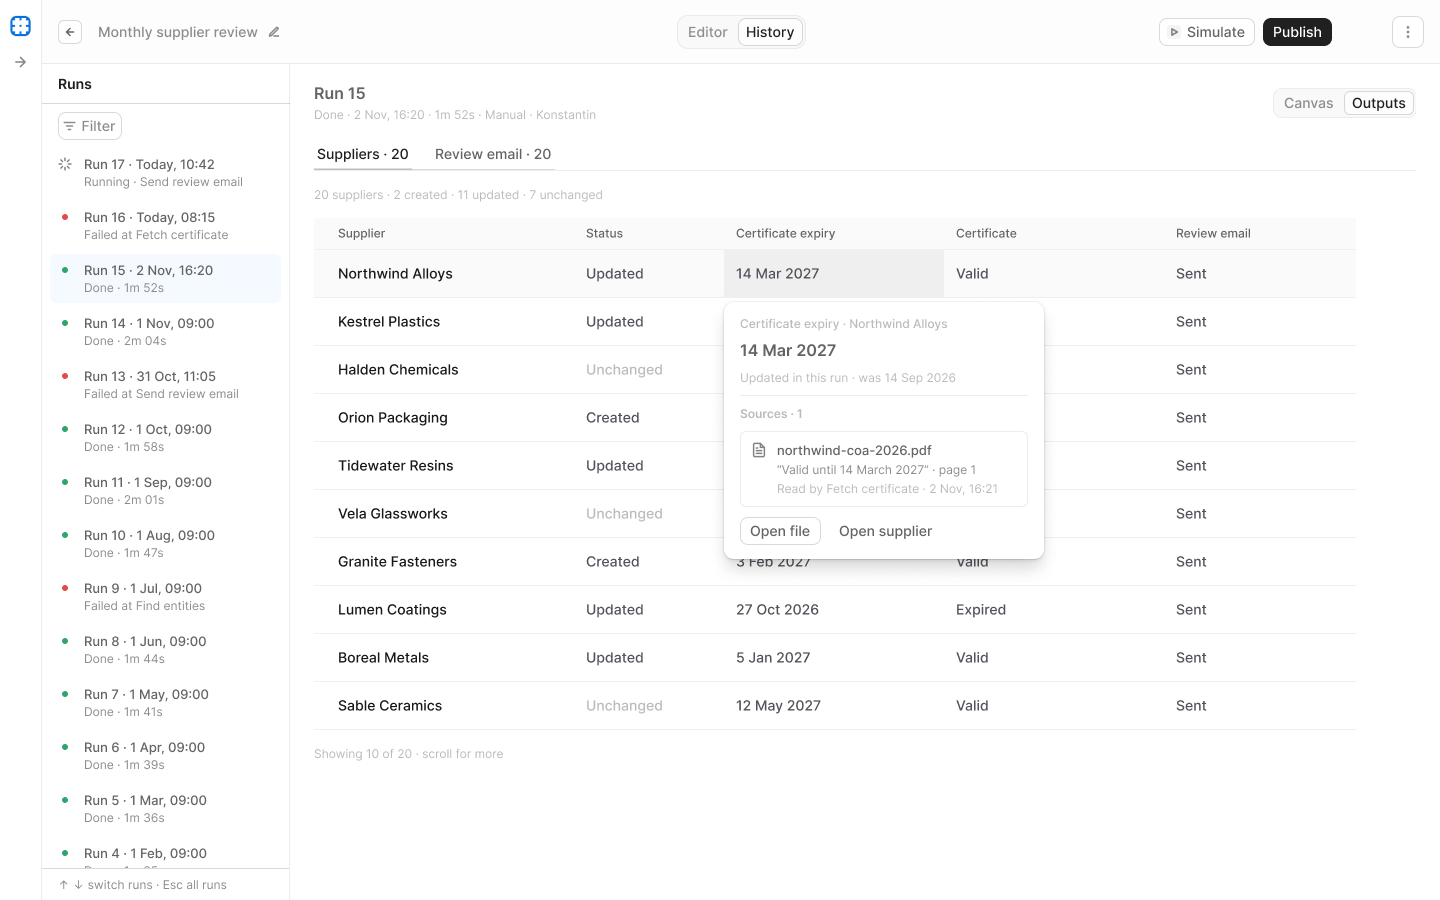 Monthly supplier review
Editor
History
Simulate
Publish
Runs
Filter
Run 17 · Today, 10:42
Running · Send review email
Run 16 · Today, 08:15
Failed at Fetch certificate
Run 15 · 2 Nov, 16:20
Done · 1m 52s
Run 14 · 1 Nov, 09:00
Done · 2m 04s
Run 13 · 31 Oct, 11:05
Failed at Send review email
Run 12 · 1 Oct, 09:00
Done · 1m 58s
Run 11 · 1 Sep, 09:00
Done · 2m 01s
Run 10 · 1 Aug, 09:00
Done · 1m 47s
Run 9 · 1 Jul, 09:00
Failed at Find entities
Run 8 · 1 Jun, 09:00
Done · 1m 44s
Run 7 · 1 May, 09:00
Done · 1m 41s
Run 6 · 1 Apr, 09:00
Done · 1m 39s
Run 5 · 1 Mar, 09:00
Done · 1m 36s
Run 4 · 1 Feb, 09:00
↑ ↓ switch runs · Esc all runs
Run 15
Done · 2 Nov, 16:20 · 1m 52s · Manual · Konstantin
Canvas
Outputs
Suppliers · 20
Review email · 20
20 suppliers · 2 created · 11 updated · 7 unchanged
Supplier Status Certificate expiry Certificate Review email
Northwind Alloys Updated 14 Mar 2027 Valid Sent
Kestrel Plastics Updated Sent
Halden Chemicals Unchanged Sent
Orion Packaging Created Sent
Tidewater Resins Updated Sent
Vela Glassworks Unchanged Sent
Granite Fasteners Created 3 Feb 2027 Valid Sent
Lumen Coatings Updated 27 Oct 2026 Expired Sent
Boreal Metals Updated 5 Jan 2027 Valid Sent
Sable Ceramics Unchanged 12 May 2027 Valid Sent
Showing 10 of 20 · scroll for more
Certificate expiry · Northwind Alloys
14 Mar 2027
Updated in this run · was 14 Sep 2026
Sources · 1
northwind-coa-2026.pdf
"Valid until 14 March 2027" · page 1
Read by Fetch certificate · 2 Nov, 16:21
Open file
Open supplier